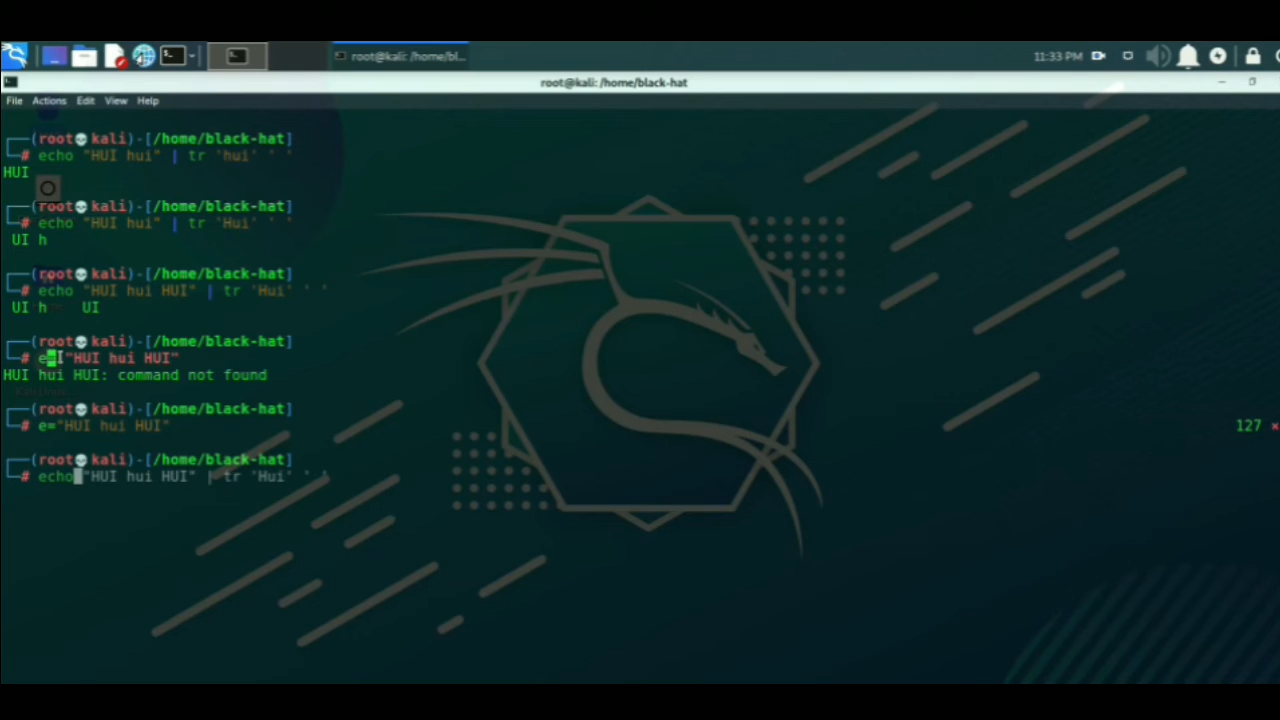 11:33 PM
root@kali: /home/bl...
root@kali: /home/black-hat
File Actions Edit View Help
┌──(root💀kali)-[/home/black-hat]
└─# echo "HUI hui" | tr 'hui' ' '
HUI
┌──(root💀kali)-[/home/black-hat]
└─# echo "HUI hui" | tr 'Hui' ' '
 UI h
┌──(root💀kali)-[/home/black-hat]
└─# echo "HUI hui HUI" | tr 'Hui' ' '
 UI h    UI
┌──(root💀kali)-[/home/black-hat]
└─# e= "HUI hui HUI"
HUI hui HUI: command not found
┌──(root💀kali)-[/home/black-hat]
└─# e="HUI hui HUI"
127 ×
┌──(root💀kali)-[/home/black-hat]
└─# echo "HUI hui HUI" | tr 'Hui' ' '